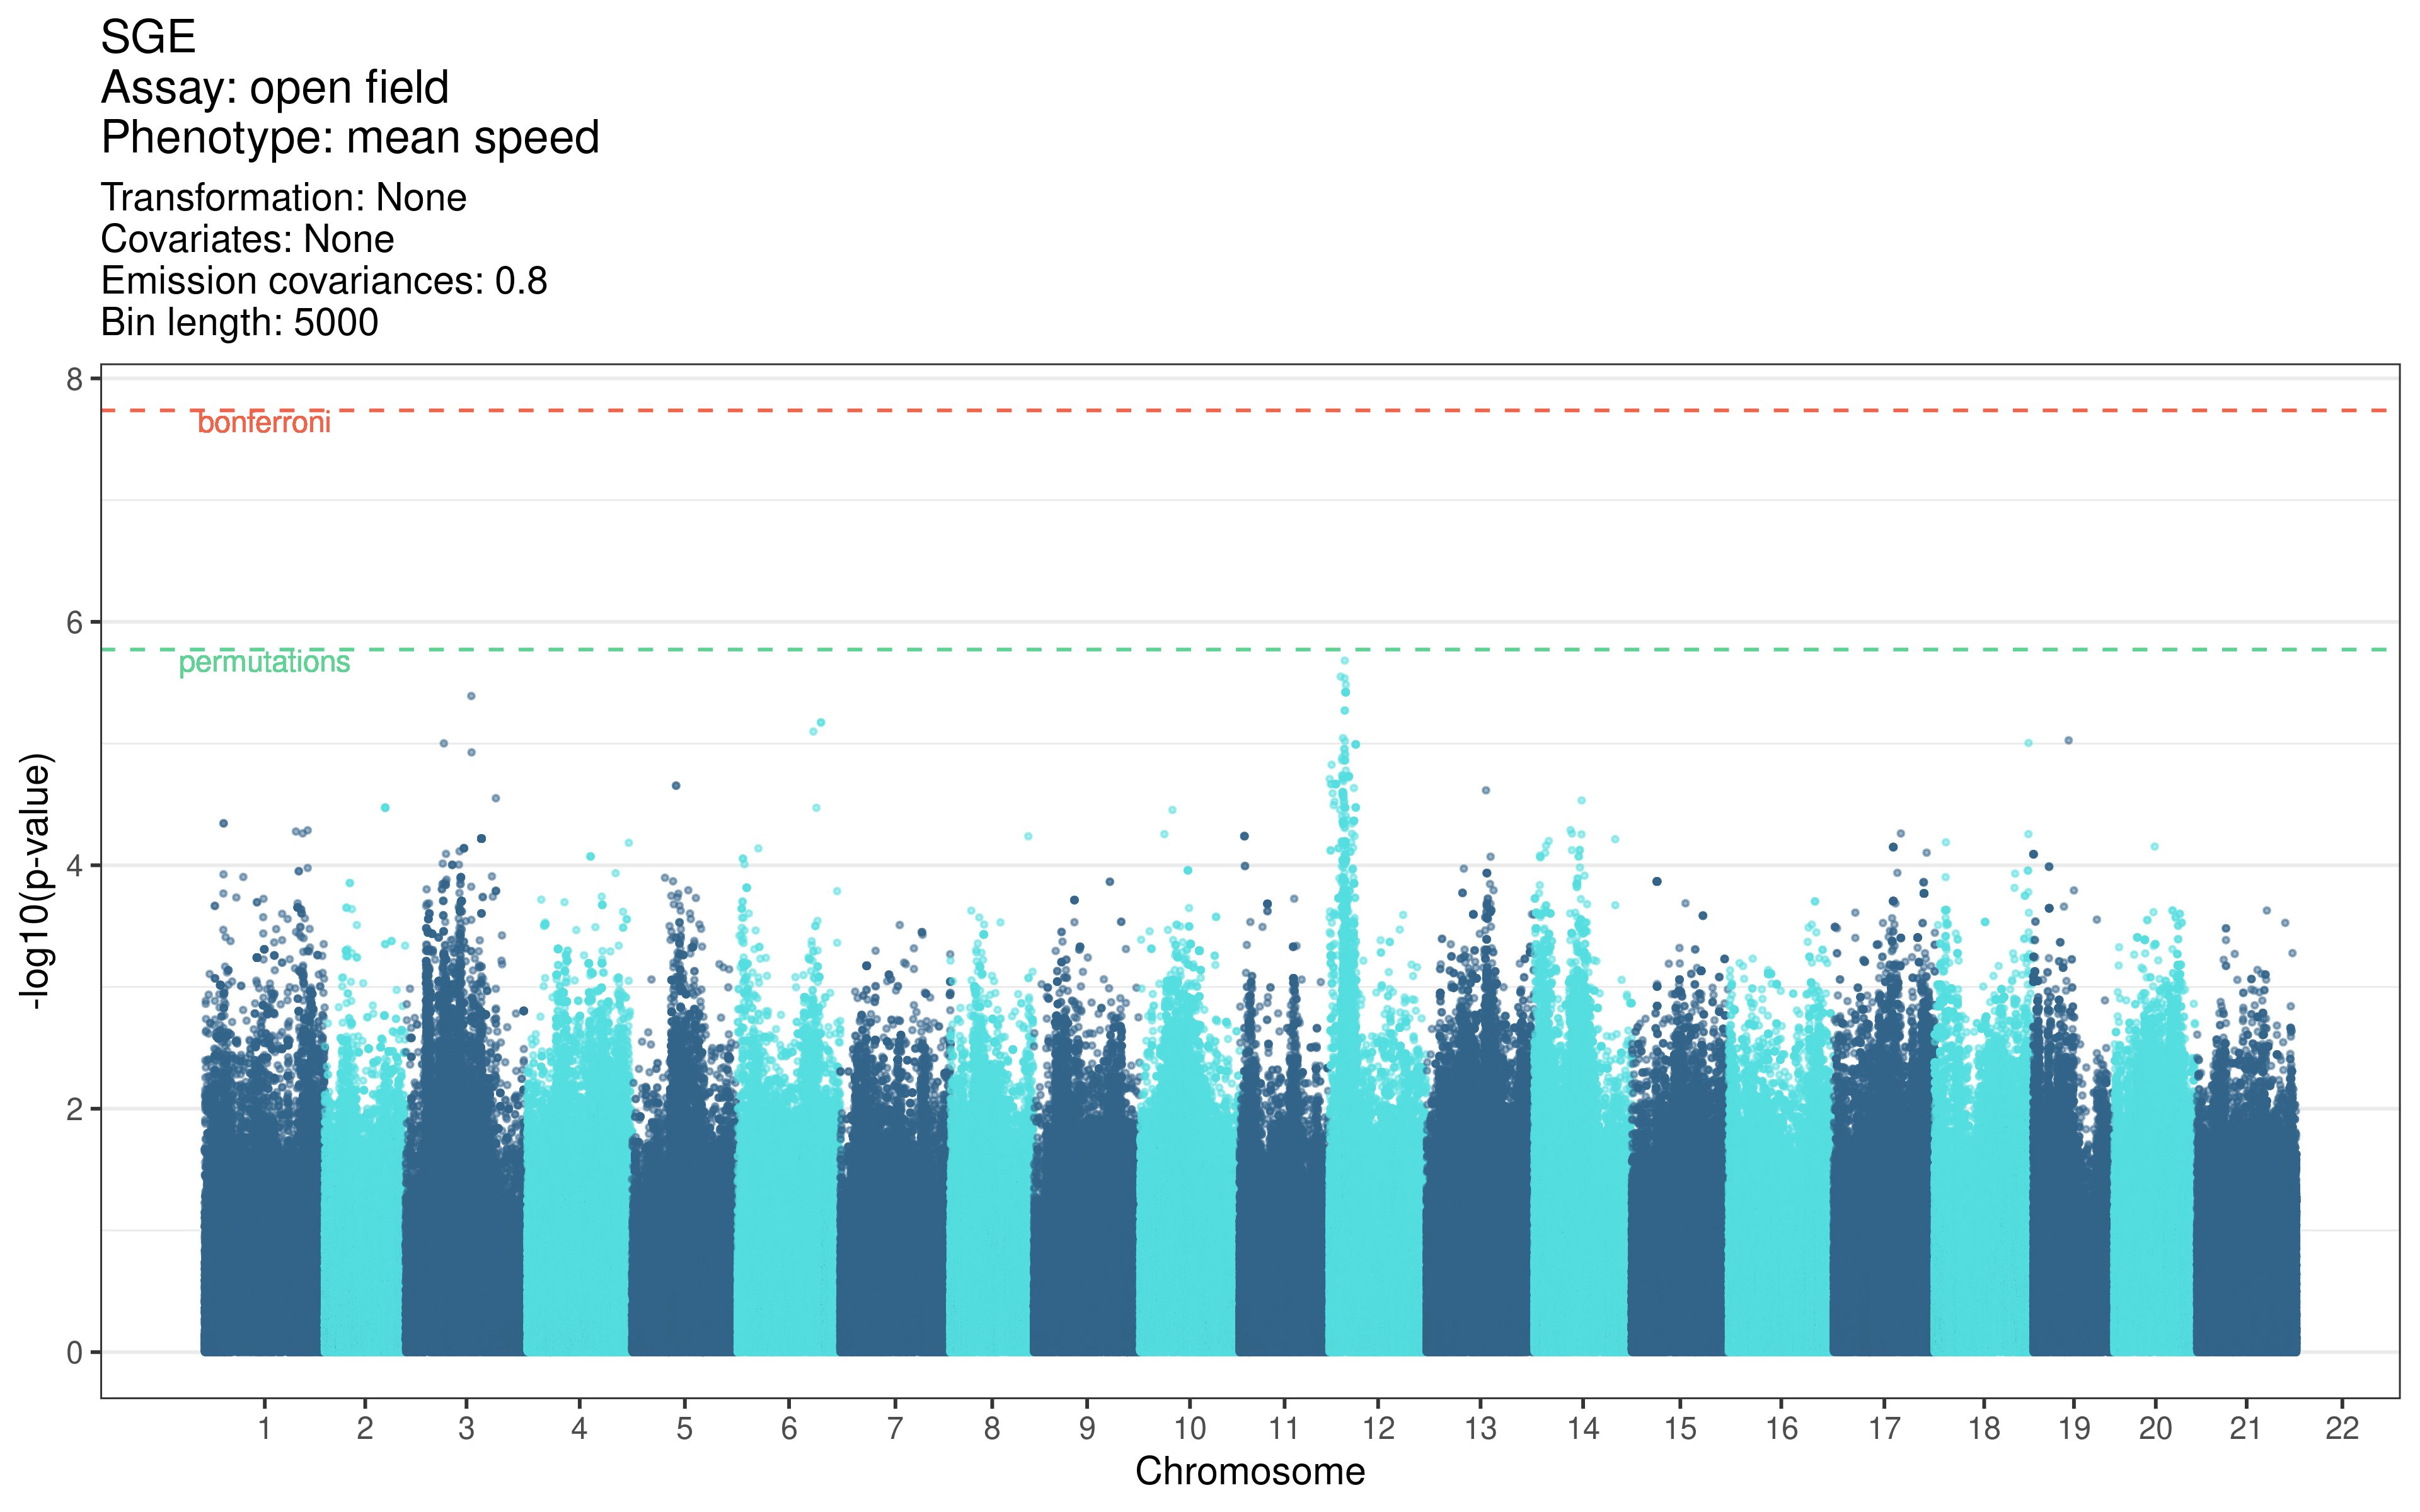 SGE
Assay: open field
Phenotype: mean speed
Transformation: None
Covariates: None
Emission covariances: 0.8
Bin length: 5000
8
bonferroni
6
permutations
-log10(p-value)
4
2
0
1 2 3 4 5 6 7 8 9 10 11 12 13 14 15 16 17 18 19 20 21 22
Chromosome